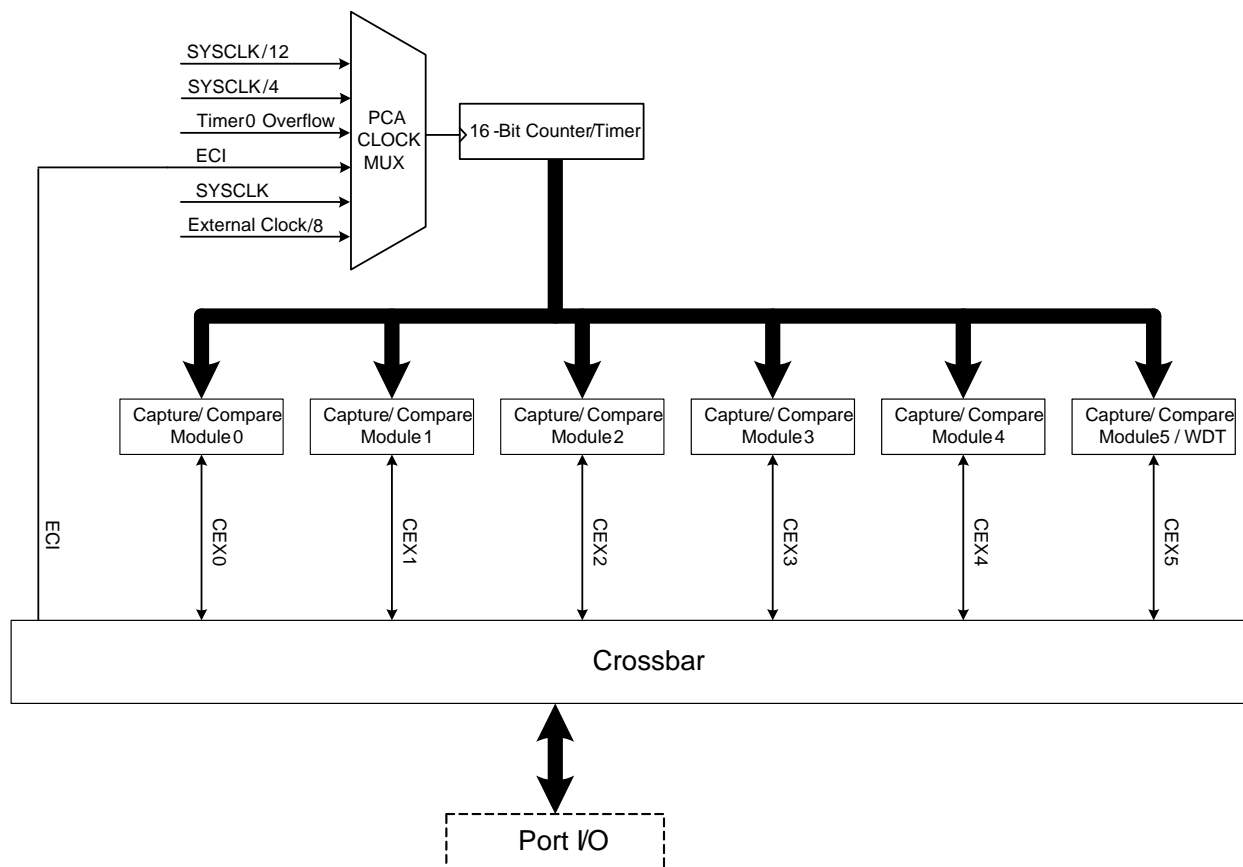 SYSCLK/12
SYSCLK/4
Timer0 Overflow
ECI
SYSCLK
External Clock/8
PCA
CLOCK
MUX
16-Bit Counter/Timer
Capture/Compare
Module0
Capture/Compare
Module1
Capture/Compare
Module2
Capture/Compare
Module3
Capture/Compare
Module4
Capture/Compare
Module5 / WDT
ECI
CEX0
CEX1
CEX2
CEX3
CEX4
CEX5
Crossbar
Port I/O